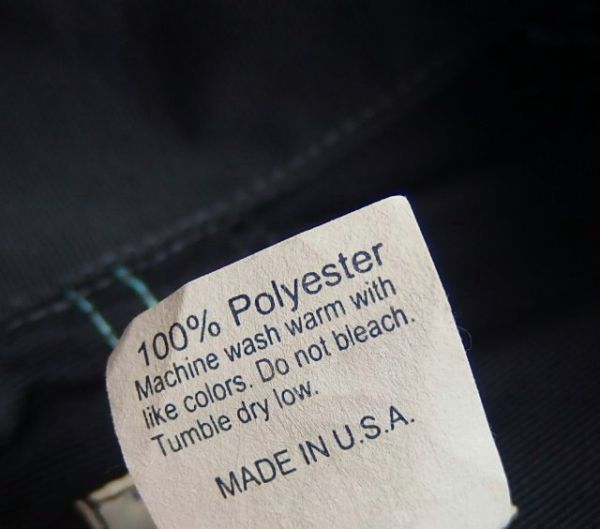 100% Polyester
Machine wash warm with
like colors. Do not bleach.
Tumble dry low.
MADE IN U.S.A.